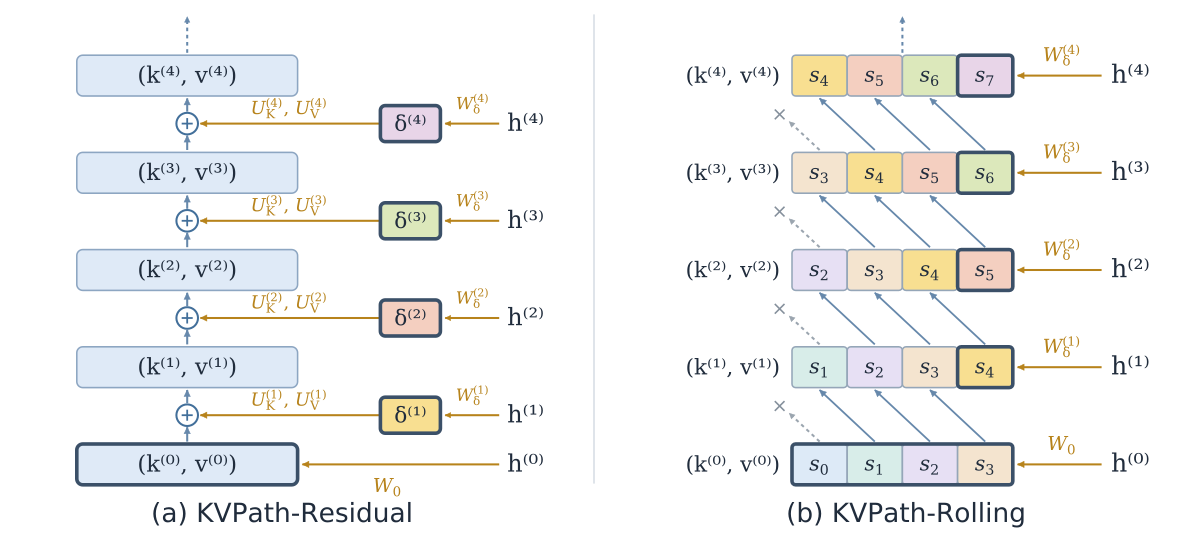 (k⁽⁴⁾, v⁽⁴⁾)
U_K⁽⁴⁾, U_V⁽⁴⁾
δ⁽⁴⁾
W_δ⁽⁴⁾
h⁽⁴⁾
(k⁽³⁾, v⁽³⁾)
U_K⁽³⁾, U_V⁽³⁾
δ⁽³⁾
W_δ⁽³⁾
h⁽³⁾
(k⁽²⁾, v⁽²⁾)
U_K⁽²⁾, U_V⁽²⁾
δ⁽²⁾
W_δ⁽²⁾
h⁽²⁾
(k⁽¹⁾, v⁽¹⁾)
U_K⁽¹⁾, U_V⁽¹⁾
δ⁽¹⁾
W_δ⁽¹⁾
h⁽¹⁾
(k⁽⁰⁾, v⁽⁰⁾)
W₀
h⁽⁰⁾
(a) KVPath-Residual
(k⁽⁴⁾, v⁽⁴⁾) s₄ s₅ s₆ s₇ W_δ⁽⁴⁾ h⁽⁴⁾
(k⁽³⁾, v⁽³⁾) s₃ s₄ s₅ s₆ W_δ⁽³⁾ h⁽³⁾
(k⁽²⁾, v⁽²⁾) s₂ s₃ s₄ s₅ W_δ⁽²⁾ h⁽²⁾
(k⁽¹⁾, v⁽¹⁾) s₁ s₂ s₃ s₄ W_δ⁽¹⁾ h⁽¹⁾
(k⁽⁰⁾, v⁽⁰⁾) s₀ s₁ s₂ s₃ W₀ h⁽⁰⁾
(b) KVPath-Rolling